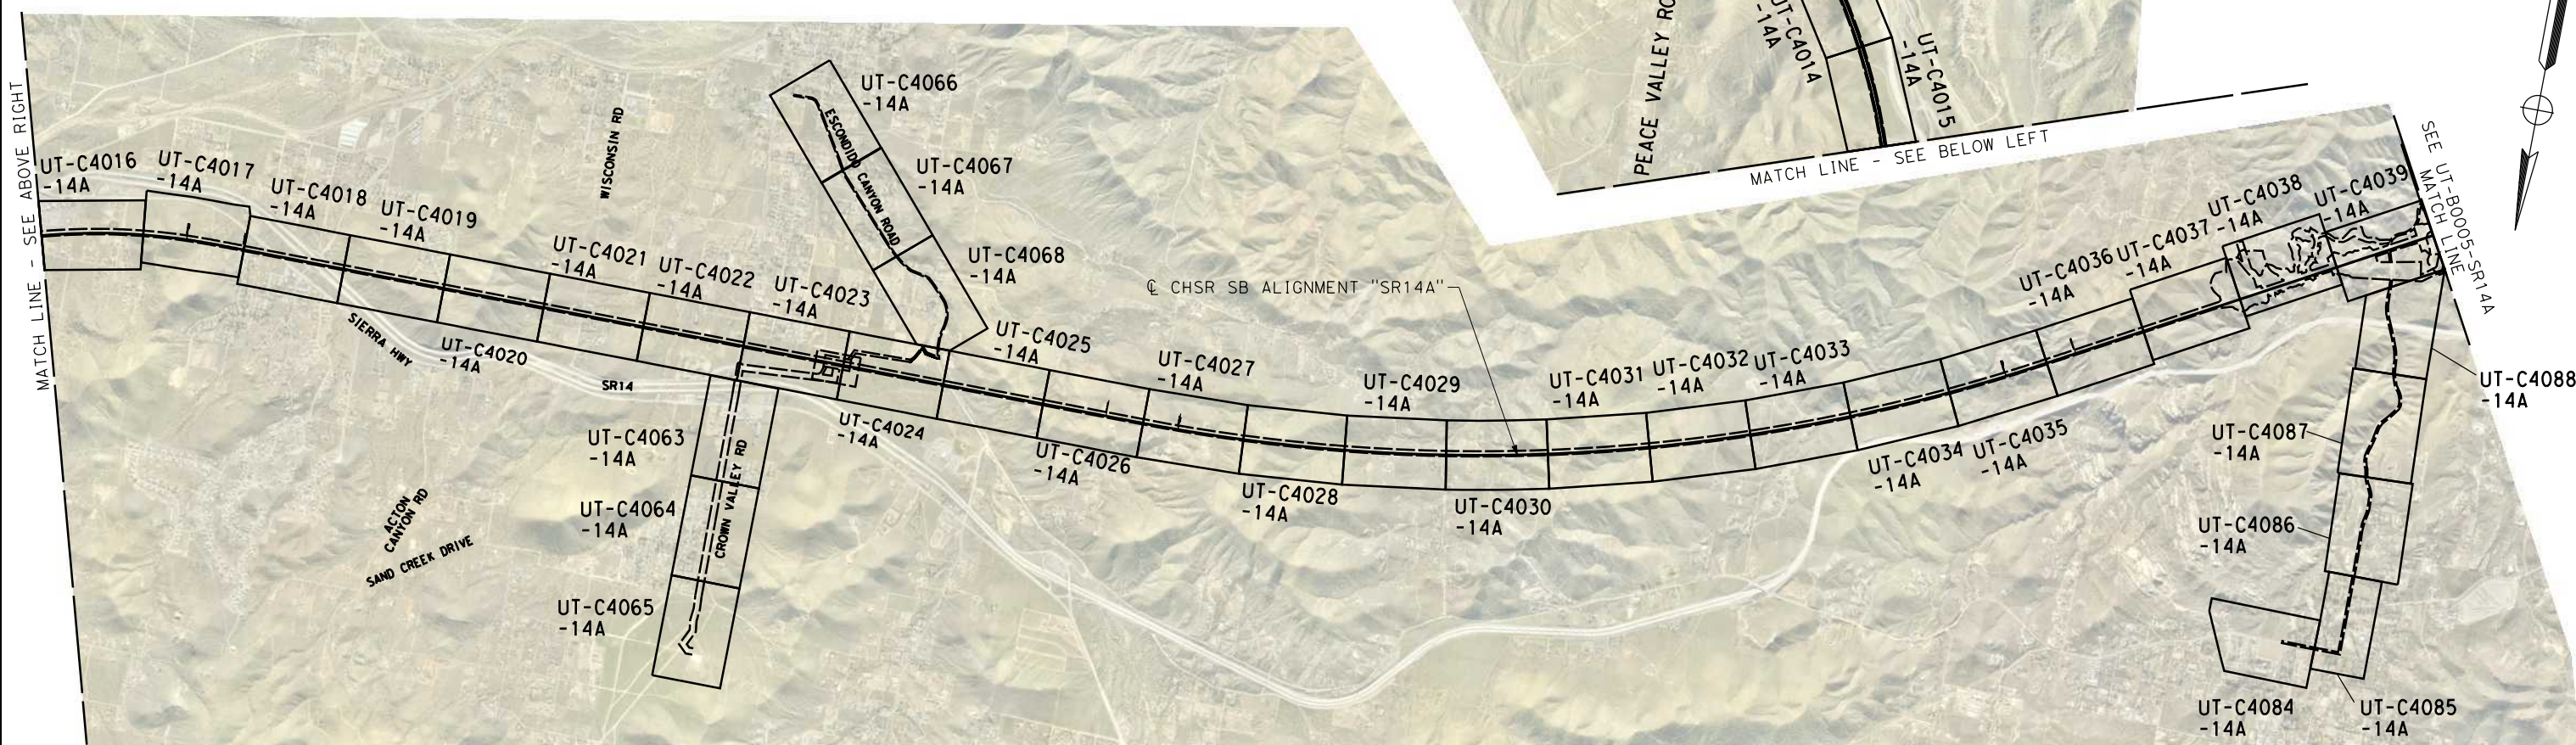 PEACE VALLEY RO
UT-C4014
-14A
UT-C4015
-14A
MATCH LINE - SEE BELOW LEFT
MATCH LINE - SEE ABOVE RIGHT
UT-C4016
-14A
UT-C4017
-14A
UT-C4018
-14A
UT-C4019
-14A
UT-C4020
-14A
UT-C4021
-14A
UT-C4022
-14A
UT-C4023
-14A
UT-C4024
-14A
UT-C4025
-14A
UT-C4026
-14A
UT-C4027
-14A
UT-C4028
-14A
UT-C4029
-14A
UT-C4030
-14A
UT-C4031
-14A
UT-C4032
-14A
UT-C4033
-14A
UT-C4034
-14A
UT-C4035
-14A
UT-C4036
-14A
UT-C4037
-14A
UT-C4038
-14A
UT-C4039
-14A
SEE UT-B0005-SR14A
MATCH LINE
UT-C4066
-14A
UT-C4067
-14A
UT-C4068
-14A
ESCONDIDO CANYON ROAD
WISCONSIN RD
SIERRA HWY
SR14
℄ CHSR SB ALIGNMENT "SR14A"
UT-C4063
-14A
UT-C4064
-14A
UT-C4065
-14A
CROWN VALLEY RD
ACTON
CANYON RD
SAND CREEK DRIVE
UT-C4088
-14A
UT-C4087
-14A
UT-C4086
-14A
UT-C4084
-14A
UT-C4085
-14A